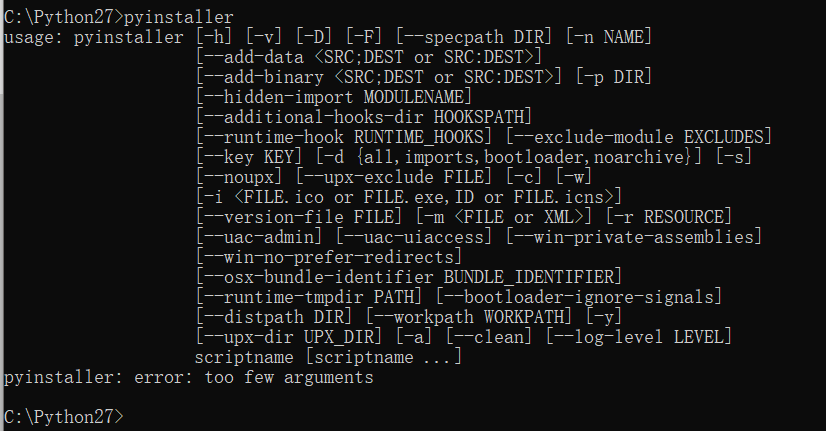 C:\Python27>pyinstaller
usage: pyinstaller [-h] [-v] [-D] [-F] [--specpath DIR] [-n NAME]
[--add-data <SRC;DEST or SRC:DEST>]
[--add-binary <SRC;DEST or SRC:DEST>] [-p DIR]
[--hidden-import MODULENAME]
[--additional-hooks-dir HOOKSPATH]
[--runtime-hook RUNTIME_HOOKS] [--exclude-module EXCLUDES]
[--key KEY] [-d {all,imports,bootloader,noarchive}] [-s]
[--noupx] [--upx-exclude FILE] [-c] [-w]
[-i <FILE.ico or FILE.exe,ID or FILE.icns>]
[--version-file FILE] [-m <FILE or XML>] [-r RESOURCE]
[--uac-admin] [--uac-uiaccess] [--win-private-assemblies]
[--win-no-prefer-redirects]
[--osx-bundle-identifier BUNDLE_IDENTIFIER]
[--runtime-tmpdir PATH] [--bootloader-ignore-signals]
[--distpath DIR] [--workpath WORKPATH] [-y]
[--upx-dir UPX_DIR] [-a] [--clean] [--log-level LEVEL]
scriptname [scriptname ...]
pyinstaller: error: too few arguments
C:\Python27>